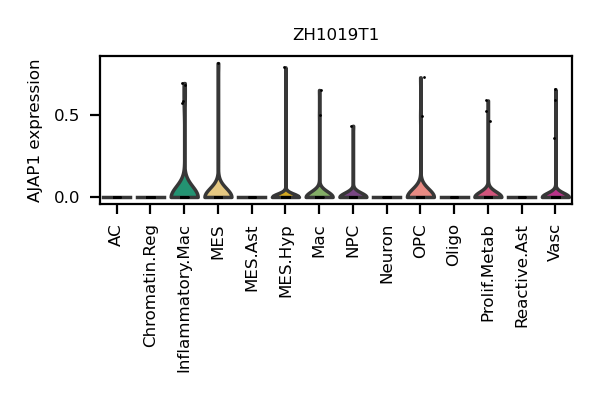 ZH1019T1
AJAP1 expression
0.5
0.0
AC
Chromatin.Reg
Inflammatory.Mac
MES
MES.Ast
MES.Hyp
Mac
NPC
Neuron
OPC
Oligo
Prolif.Metab
Reactive.Ast
Vasc